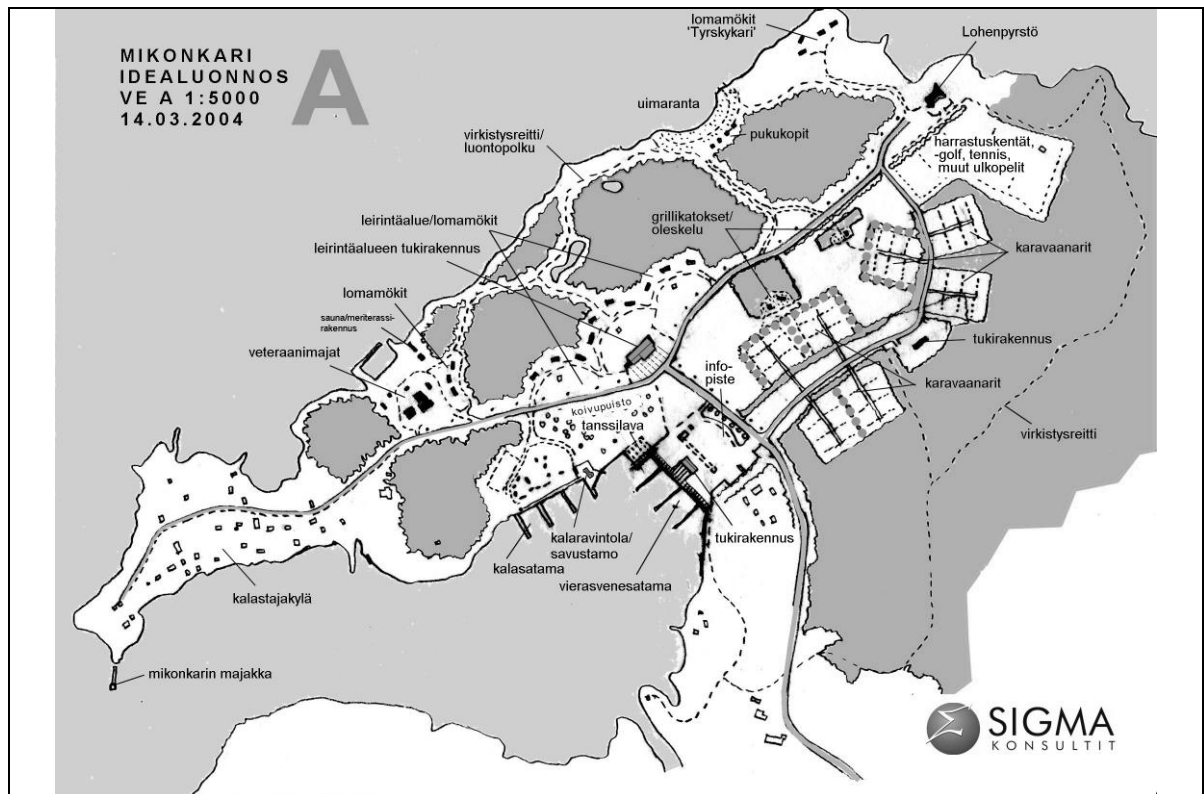 MIKONKARI
IDEALUONNOS
VE A 1:5000
14.03.2004
A
lomamökit
'Tyrskykari'
Lohenpyrstö
uimaranta
pukukopit
virkistysreitti/
luontopolku
harrastuskentät,
-golf, tennis,
muut ulkopelit
leirintäalue/lomamökit
grillikatokset/
oleskelu
leirintäalueen tukirakennus
karavaanarit
lomamökit
sauna/meriterassi-
rakennus
veteraanimajat
tukirakennus
info-
piste
karavaanarit
koivupuisto
tanssilava
virkistysreitti
kalaravintola/
savustamo
tukirakennus
kalasatama
vierasvenesatama
kalastajakylä
mikonkarin majakka
SIGMA
KONSULTIT